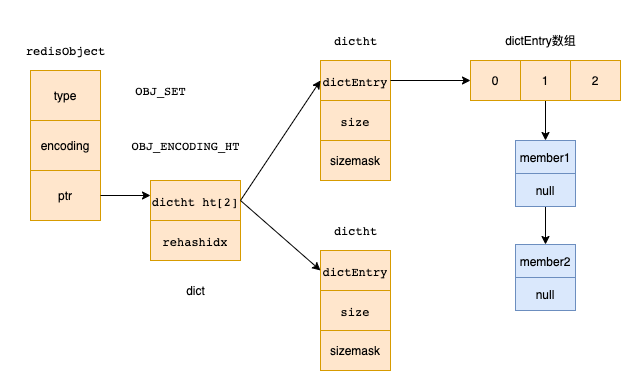 redisObject
type
OBJ_SET
encoding
OBJ_ENCODING_HT
ptr
dictht ht[2]
rehashidx
dict
dictht
dictEntry
size
sizemask
dictht
dictEntry
size
sizemask
dictEntry数组
0 1 2
member1
null
member2
null